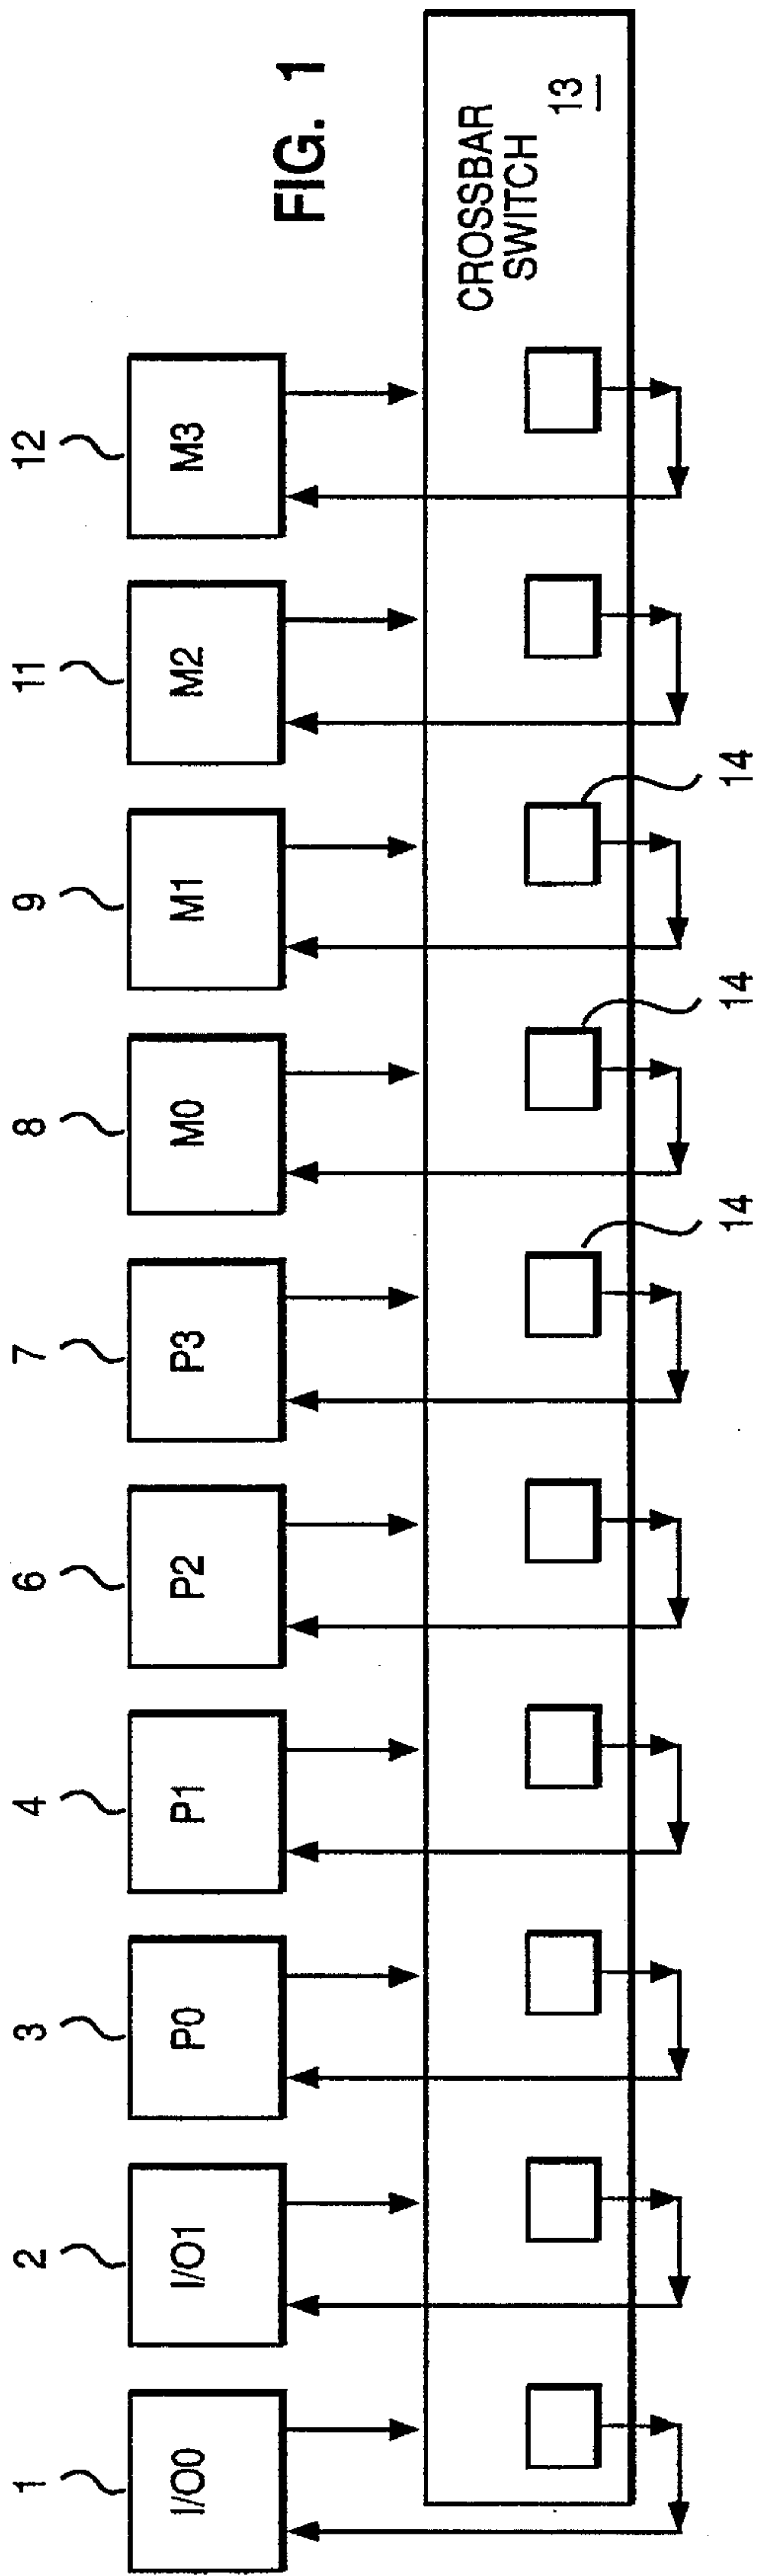 FIG. 1
1
2
3
4
6
7
8
9
11
12
I/O0
I/O1
P0
P1
P2
P3
M0
M1
M2
M3
CROSSBAR
SWITCH
13
14
14
14